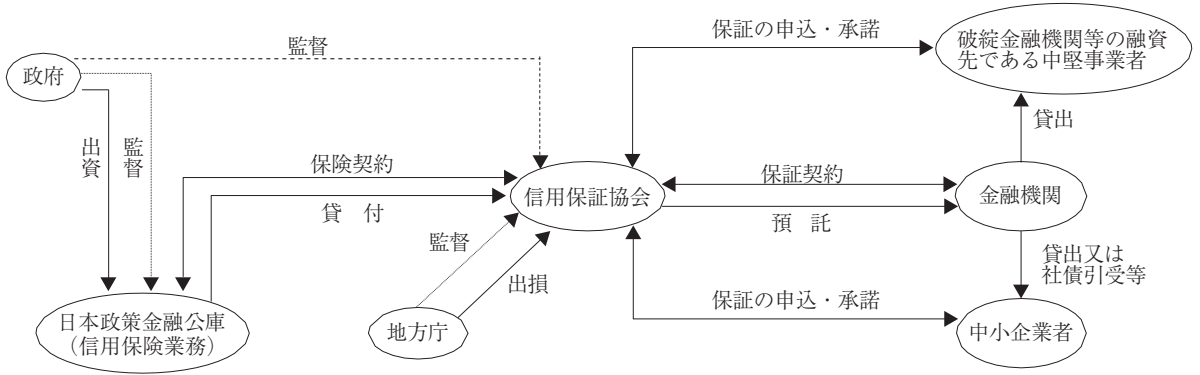 監督
政府
出資
監督
保険契約
貸　付
日本政策金融公庫
（信用保険業務）
監督
出損
地方庁
信用保証協会
保証の申込・承諾
破綻金融機関等の融資
先である中堅事業者
貸出
保証契約
預　託
金融機関
貸出又は
社債引受等
保証の申込・承諾
中小企業者